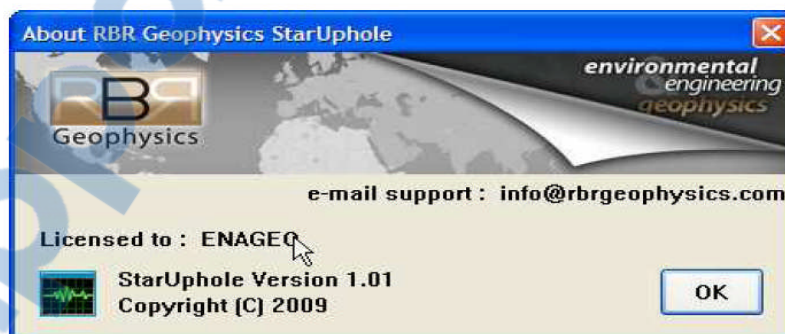 About RBR Geophysics StarUphole
RBR
Geophysics
environmental
&
engineering
geophysics
e-mail support : info@rbrgeophysics.com
Licensed to : ENAGEO
StarUphole Version 1.01
Copyright (C) 2009
OK